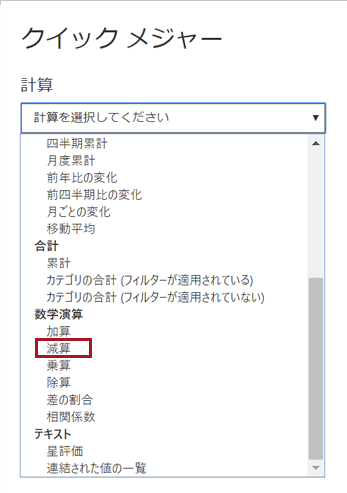 クイック メジャー
計算
計算を選択してください
四半期累計
月度累計
前年比の変化
前四半期比の変化
月ごとの変化
移動平均
合計
累計
カテゴリの合計 (フィルターが適用されている)
カテゴリの合計 (フィルターが適用されていない)
数学演算
加算
減算
乗算
除算
差の割合
相関係数
テキスト
星評価
連結された値の一覧